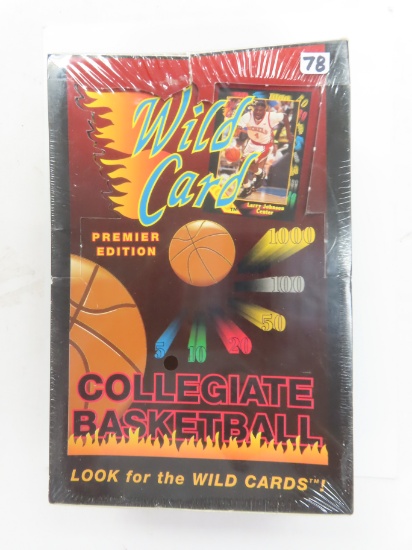 78
Wild
Card
Larry Johnson
Center
PREMIER
EDITION
1000
100
50
20
10
5
COLLEGIATE
BASKETBALL
LOOK for the WILD CARDS™!